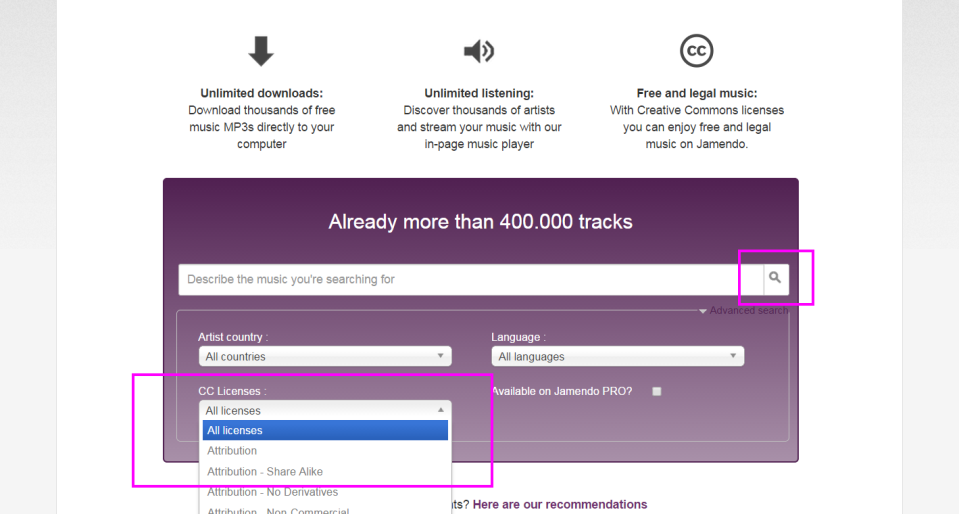 cc
Unlimited downloads:
Download thousands of free
music MP3s directly to your
computer
Unlimited listening:
Discover thousands of artists
and stream your music with our
in-page music player
Free and legal music:
With Creative Commons licenses
you can enjoy free and legal
music on Jamendo.
Already more than 400.000 tracks
Describe the music you're searching for
Advanced search
Artist country :
All countries
Language :
All languages
CC Licenses :
All licenses
Available on Jamendo PRO?
All licenses
Attribution
Attribution - Share Alike
Attribution - No Derivatives
Attribution - Non Commercial
Here are our recommendations